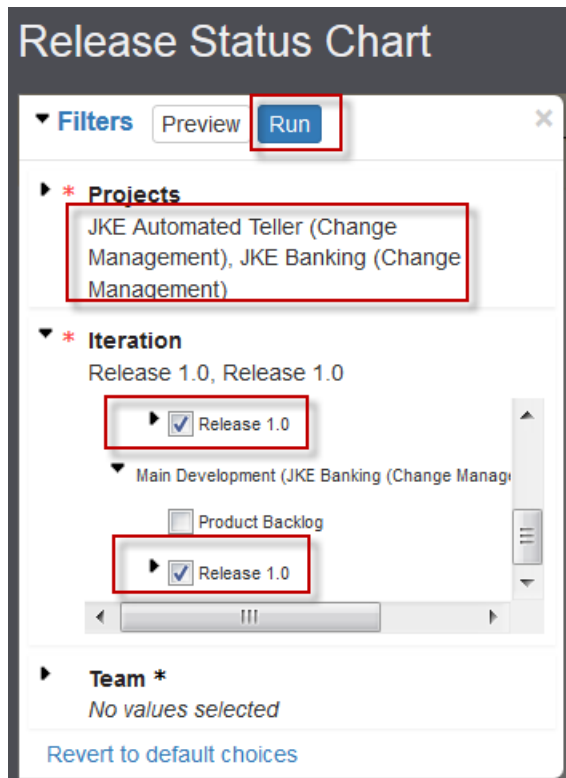 Release Status Chart
Filters Preview Run ×
* Projects
JKE Automated Teller (Change
Management), JKE Banking (Change
Management)
* Iteration
Release 1.0, Release 1.0
Release 1.0
Main Development (JKE Banking (Change Manag
Product Backlog
Release 1.0
Team *
No values selected
Revert to default choices